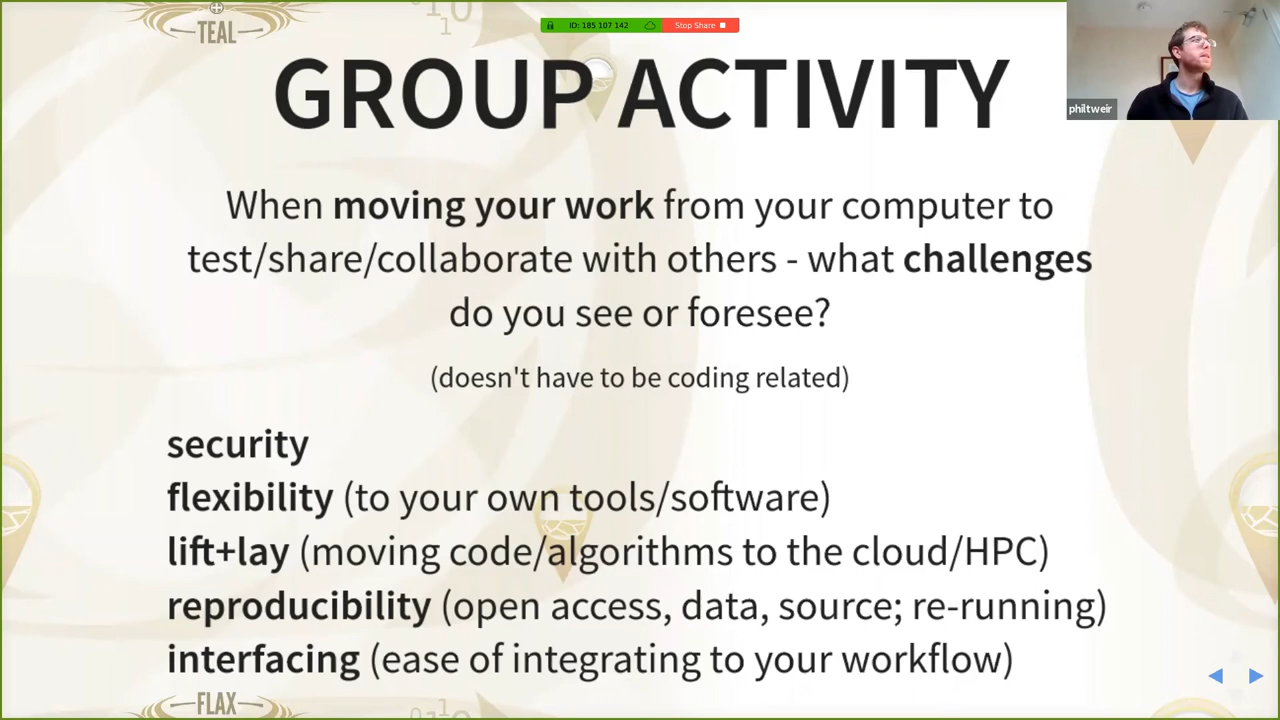 TEAL
10
1
ID: 185 107 142
Stop Share
GROUP ACTIVITY
philtweir
When moving your work from your computer to
test/share/collaborate with others - what challenges
do you see or foresee?
(doesn't have to be coding related)
security
flexibility (to your own tools/software)
lift+lay (moving code/algorithms to the cloud/HPC)
reproducibility (open access, data, source; re-running)
interfacing (ease of integrating to your workflow)
FLAX